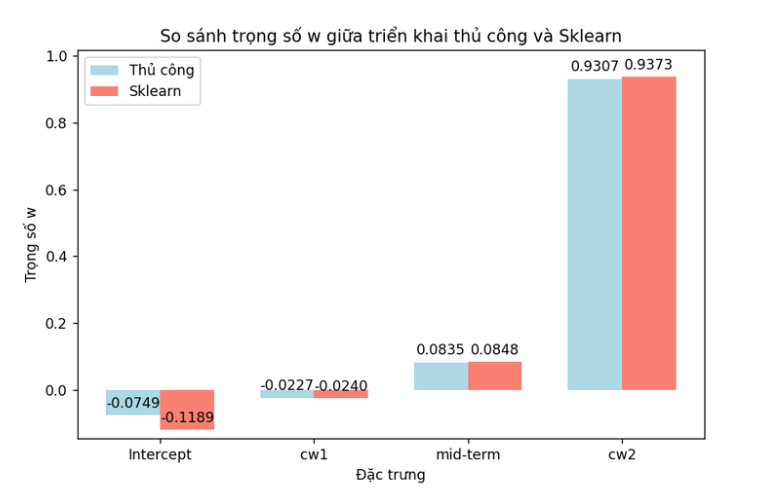 So sánh trọng số w giữa triển khai thủ công và Sklearn
Thủ công
Sklearn
Trọng số w
1.0
0.8
0.6
0.4
0.2
0.0
-0.0749
-0.1189
-0.0227
-0.0240
0.0835
0.0848
0.9307
0.9373
Intercept
cw1
mid-term
cw2
Đặc trưng